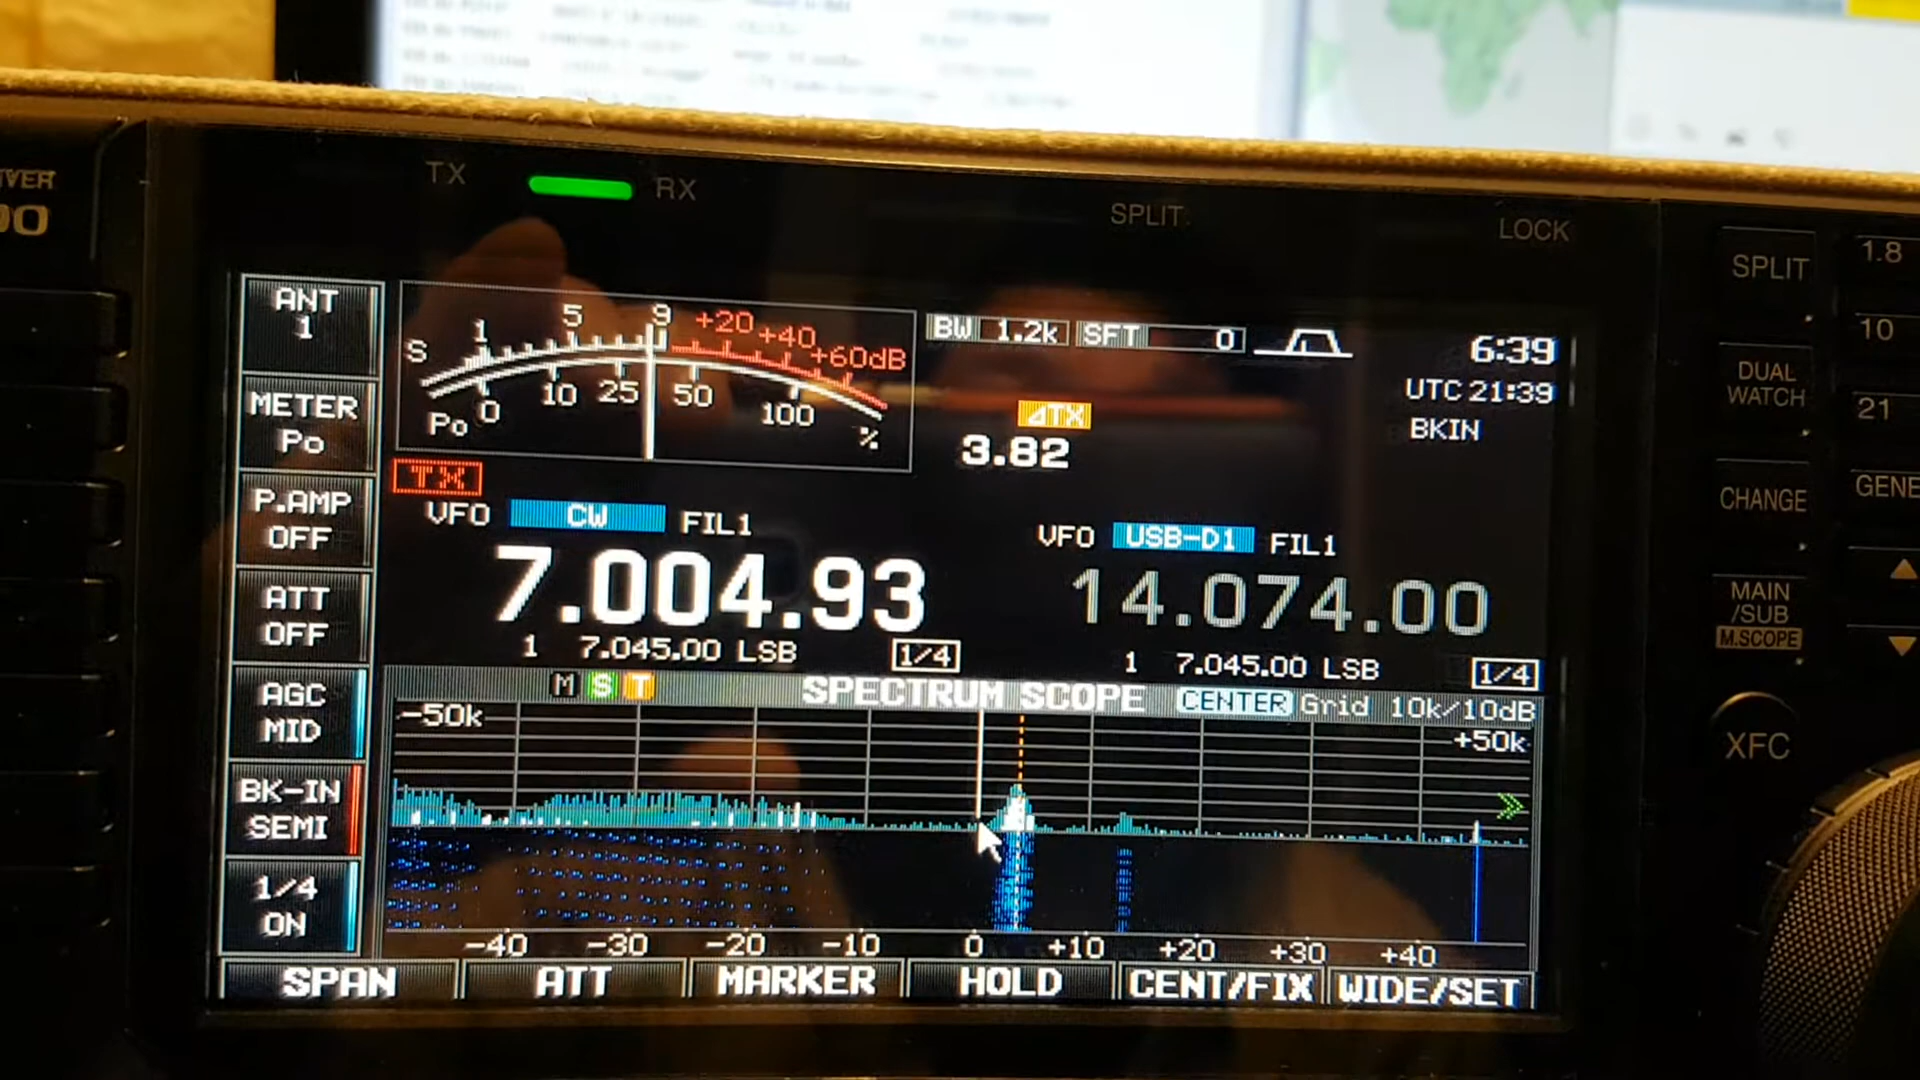 TX RX SPLIT LOCK
IVER
00
ANT
1
METER
Po
P.AMP
OFF
ATT
OFF
AGC
MID
BK-IN
SEMI
1/4
ON
S 1 5 9 +20 +40 +60dB
Po 0 10 25 50 100 %
BW 1.2k SFT 0
6:39
UTC 21:39
BKIN
⊿TX
3.82
TX
VFO CW FIL1
7.004.93
1 7.045.00 LSB 1/4
VFO USB-D1 FIL1
14.074.00
1 7.045.00 LSB 1/4
M S T SPECTRUM SCOPE CENTER Grid 10k/10dB
-50k +50k
-40 -30 -20 -10 0 +10 +20 +30 +40
SPAN ATT MARKER HOLD CENT/FIX WIDE/SET
SPLIT
DUAL
WATCH
CHANGE
MAIN
/SUB
M.SCOPE
XFC
1.8
10
21
GENE